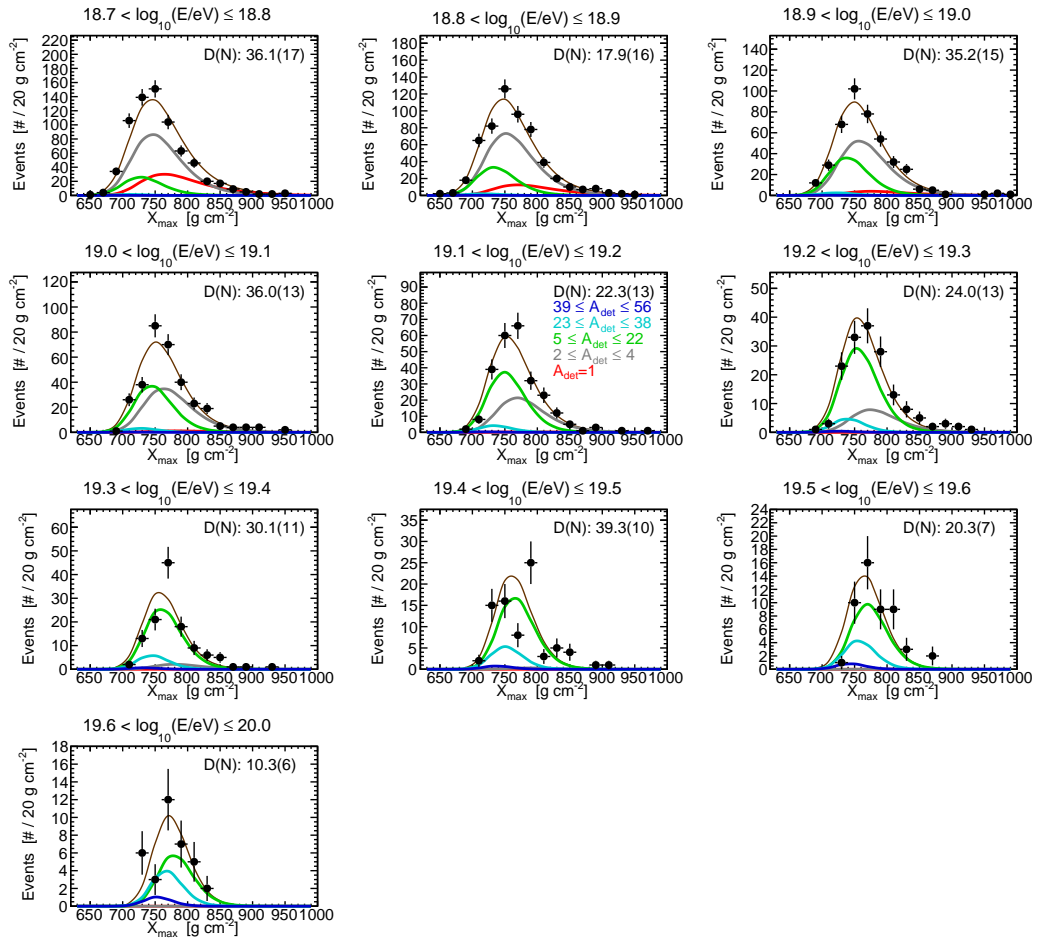 18.7 < log₁₀(E/eV) ≤ 18.8
D(N): 36.1(17)
220
200
180
160
140
120
100
80
60
40
20
0
Events [# / 20 g cm⁻²]
650 700 750 800 850 900 950 1000
Xmax [g cm⁻²]
18.8 < log₁₀(E/eV) ≤ 18.9
D(N): 17.9(16)
180
160
140
120
100
80
60
40
20
0
Events [# / 20 g cm⁻²]
650 700 750 800 850 900 950 1000
Xmax [g cm⁻²]
18.9 < log₁₀(E/eV) ≤ 19.0
D(N): 35.2(15)
140
120
100
80
60
40
20
0
Events [# / 20 g cm⁻²]
650 700 750 800 850 900 950 1000
Xmax [g cm⁻²]
19.0 < log₁₀(E/eV) ≤ 19.1
D(N): 36.0(13)
120
100
80
60
40
20
0
Events [# / 20 g cm⁻²]
650 700 750 800 850 900 950 1000
Xmax [g cm⁻²]
19.1 < log₁₀(E/eV) ≤ 19.2
D(N): 22.3(13)
39 ≤ Adet ≤ 56
23 ≤ Adet ≤ 38
5 ≤ Adet ≤ 22
2 ≤ Adet ≤ 4
Adet=1
90
80
70
60
50
40
30
20
10
0
Events [# / 20 g cm⁻²]
650 700 750 800 850 900 950 1000
Xmax [g cm⁻²]
19.2 < log₁₀(E/eV) ≤ 19.3
D(N): 24.0(13)
50
40
30
20
10
0
Events [# / 20 g cm⁻²]
650 700 750 800 850 900 950 1000
Xmax [g cm⁻²]
19.3 < log₁₀(E/eV) ≤ 19.4
D(N): 30.1(11)
60
50
40
30
20
10
0
Events [# / 20 g cm⁻²]
650 700 750 800 850 900 950 1000
Xmax [g cm⁻²]
19.4 < log₁₀(E/eV) ≤ 19.5
D(N): 39.3(10)
35
30
25
20
15
10
5
0
Events [# / 20 g cm⁻²]
650 700 750 800 850 900 950 1000
Xmax [g cm⁻²]
19.5 < log₁₀(E/eV) ≤ 19.6
D(N): 20.3(7)
24
22
20
18
16
14
12
10
8
6
4
2
0
Events [# / 20 g cm⁻²]
650 700 750 800 850 900 950 1000
Xmax [g cm⁻²]
19.6 < log₁₀(E/eV) ≤ 20.0
D(N): 10.3(6)
18
16
14
12
10
8
6
4
2
0
Events [# / 20 g cm⁻²]
650 700 750 800 850 900 950 1000
Xmax [g cm⁻²]